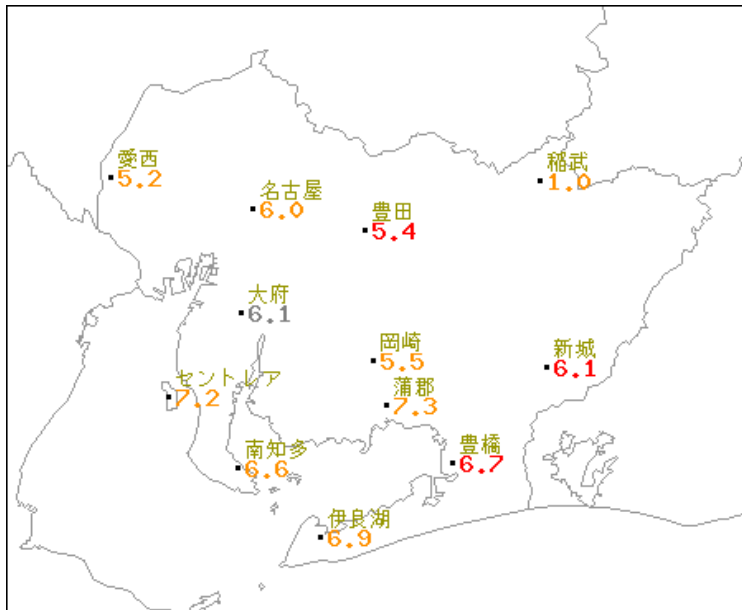 愛西
5.2
稲武
1.0
名古屋
6.0
豊田
5.4
大府
6.1
岡崎
5.5
新城
6.1
セントレア
7.2
蒲郡
7.3
南知多
6.6
豊橋
6.7
伊良湖
6.9